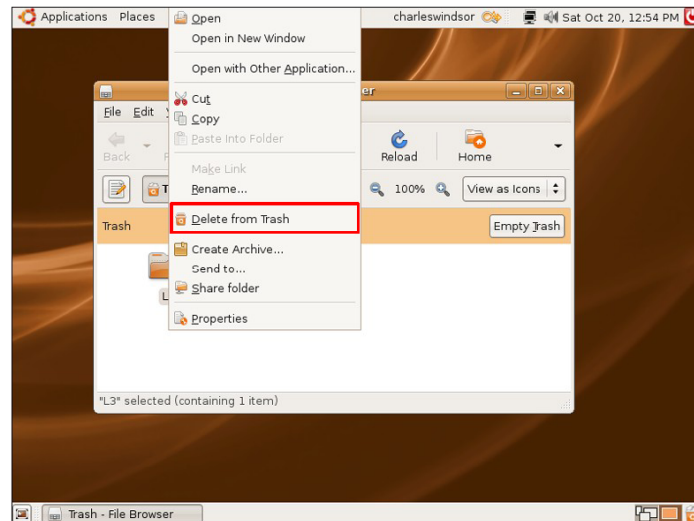 Applications Places
charleswindsor
Sat Oct 20, 12:54 PM
er
File Edit
Back
Reload
Home
100%
View as Icons
Trash
Empty Trash
Open
Open in New Window
Open with Other Application...
Cut
Copy
Paste Into Folder
Make Link
Rename...
Delete from Trash
Create Archive...
Send to...
Share folder
Properties
"L3" selected (containing 1 item)
Trash - File Browser